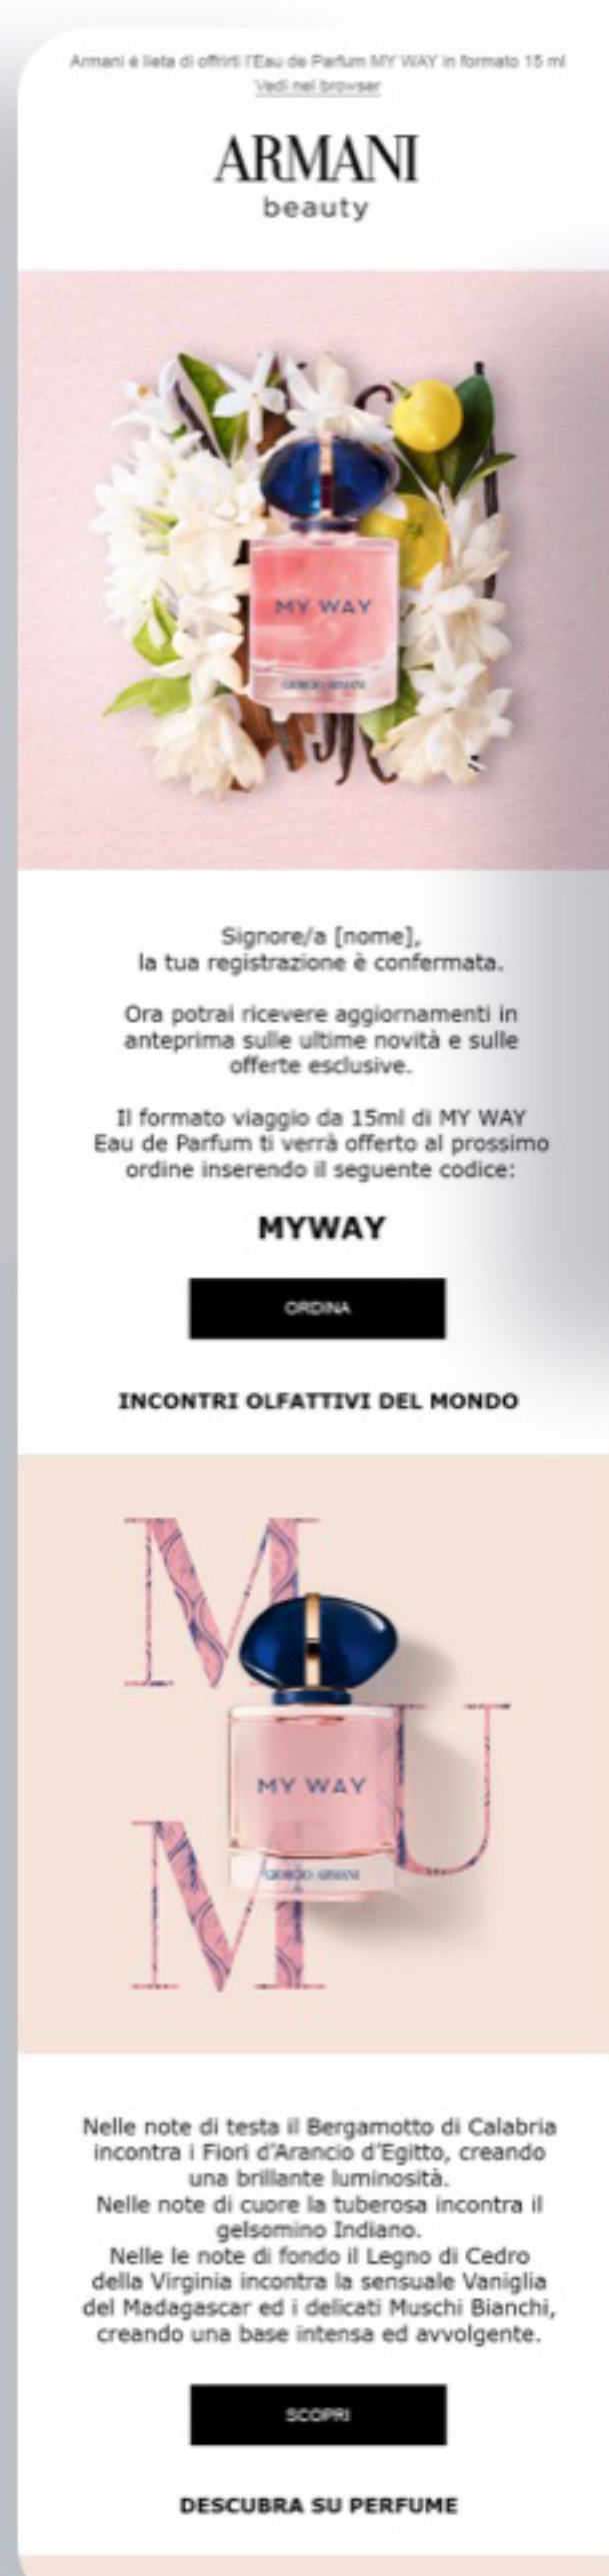 Armani è lieta di offrirti l'Eau de Parfum MY WAY in formato 15 ml
Vedi nel browser
ARMANI
beauty
MY WAY
GIORGIO ARMANI
Signore/a [nome],
la tua registrazione è confermata.
Ora potrai ricevere aggiornamenti in
anteprima sulle ultime novità e sulle
offerte esclusive.
Il formato viaggio da 15ml di MY WAY
Eau de Parfum ti verrà offerto al prossimo
ordine inserendo il seguente codice:
MYWAY
ORDINA
INCONTRI OLFATTIVI DEL MONDO
M
U
MY WAY
GIORGIO ARMANI
M
Nelle note di testa il Bergamotto di Calabria
incontra i Fiori d'Arancio d'Egitto, creando
una brillante luminosità.
Nelle note di cuore la tuberosa incontra il
gelsomino Indiano.
Nelle le note di fondo il Legno di Cedro
della Virginia incontra la sensuale Vaniglia
del Madagascar ed i delicati Muschi Bianchi,
creando una base intensa ed avvolgente.
SCOPRI
DESCUBRA SU PERFUME